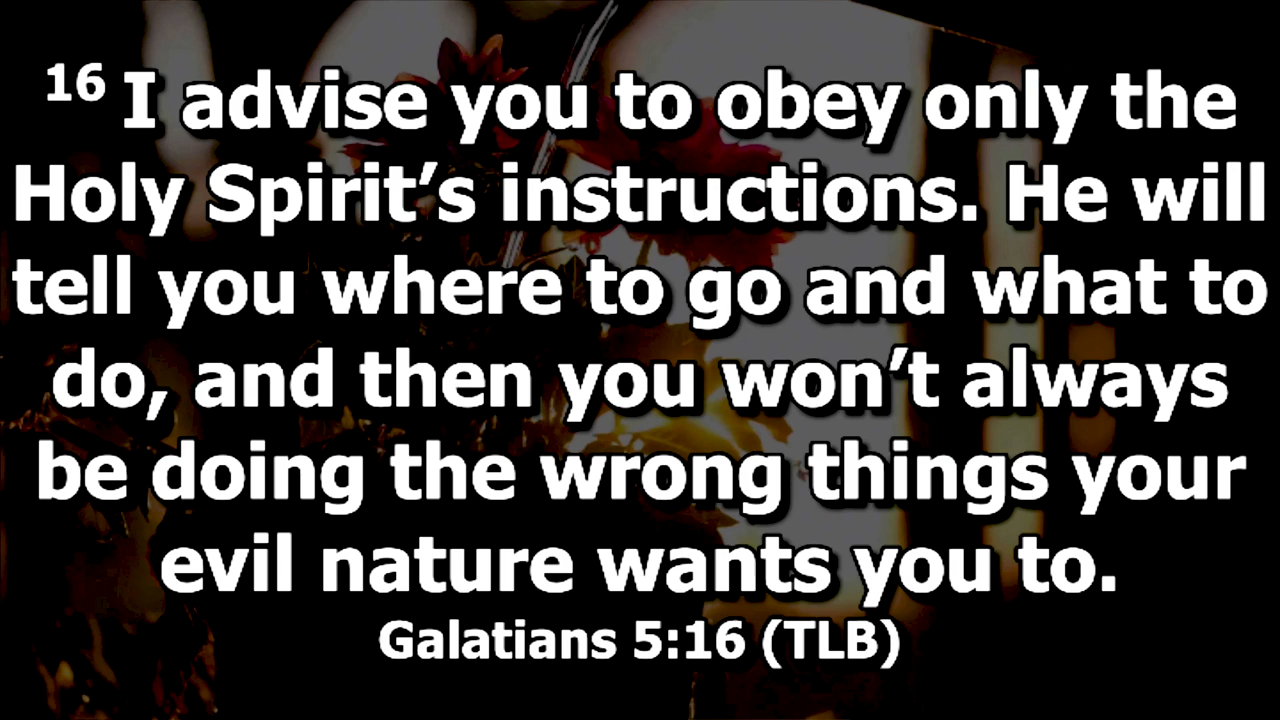 16 I advise you to obey only the
Holy Spirit’s instructions. He will
tell you where to go and what to
do, and then you won’t always
be doing the wrong things your
evil nature wants you to.
Galatians 5:16 (TLB)